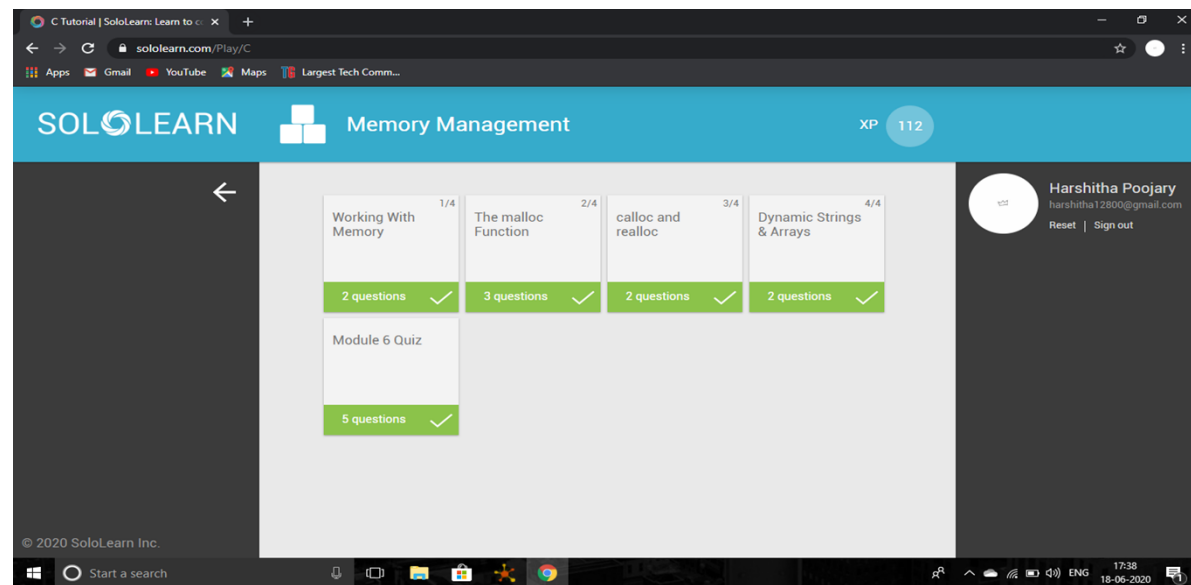 C Tutorial | SoloLearn: Learn to c
sololearn.com/Play/C
Apps Gmail YouTube Maps TG Largest Tech Comm...
SOLOLEARN
Memory Management
XP 112
Harshitha Poojary
harshitha12800@gmail.com
Reset | Sign out
1/4
Working With
Memory
2 questions
2/4
The malloc
Function
3 questions
3/4
calloc and
realloc
2 questions
4/4
Dynamic Strings
& Arrays
2 questions
Module 6 Quiz
5 questions
© 2020 SoloLearn Inc.
Start a search
ENG
17:38
18-06-2020